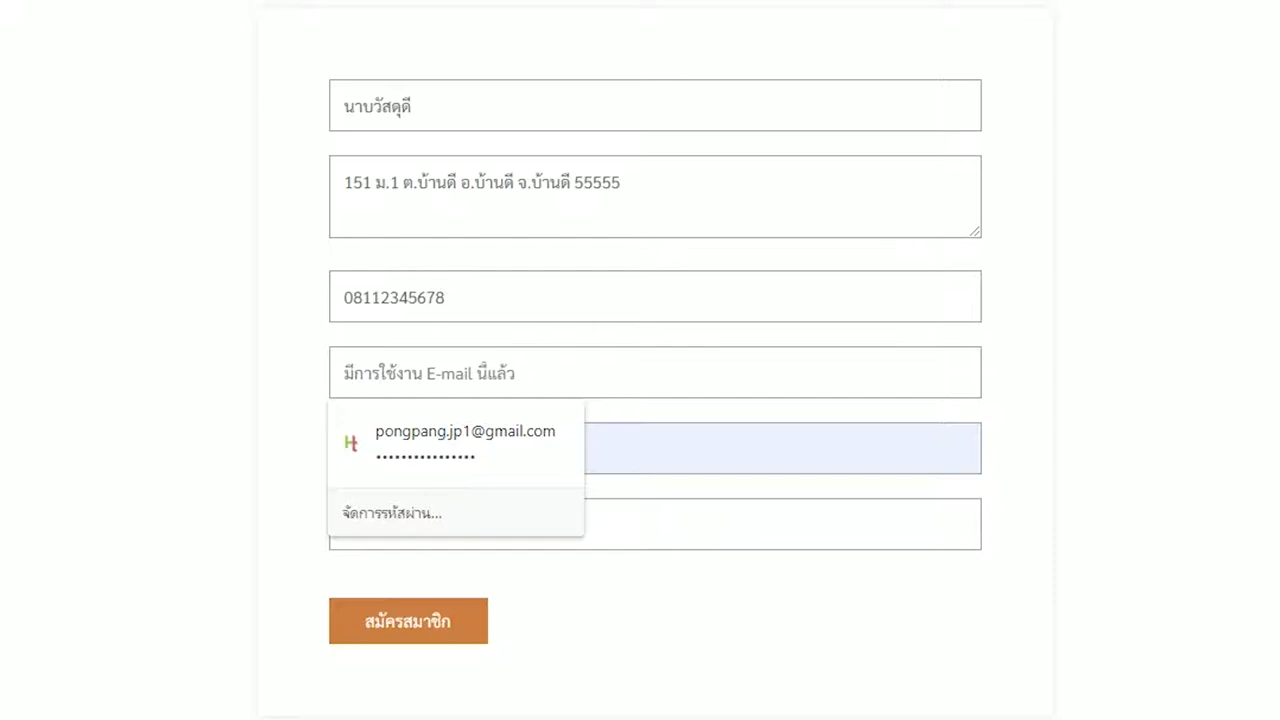 นาบวัสดุดี
151 ม.1 ต.บ้านดี อ.บ้านดี จ.บ้านดี 55555
08112345678
มีการใช้งาน E-mail นี้แล้ว
pongpang.jp1@gmail.com
••••••••••••••••
จัดการรหัสผ่าน...
สมัครสมาชิก